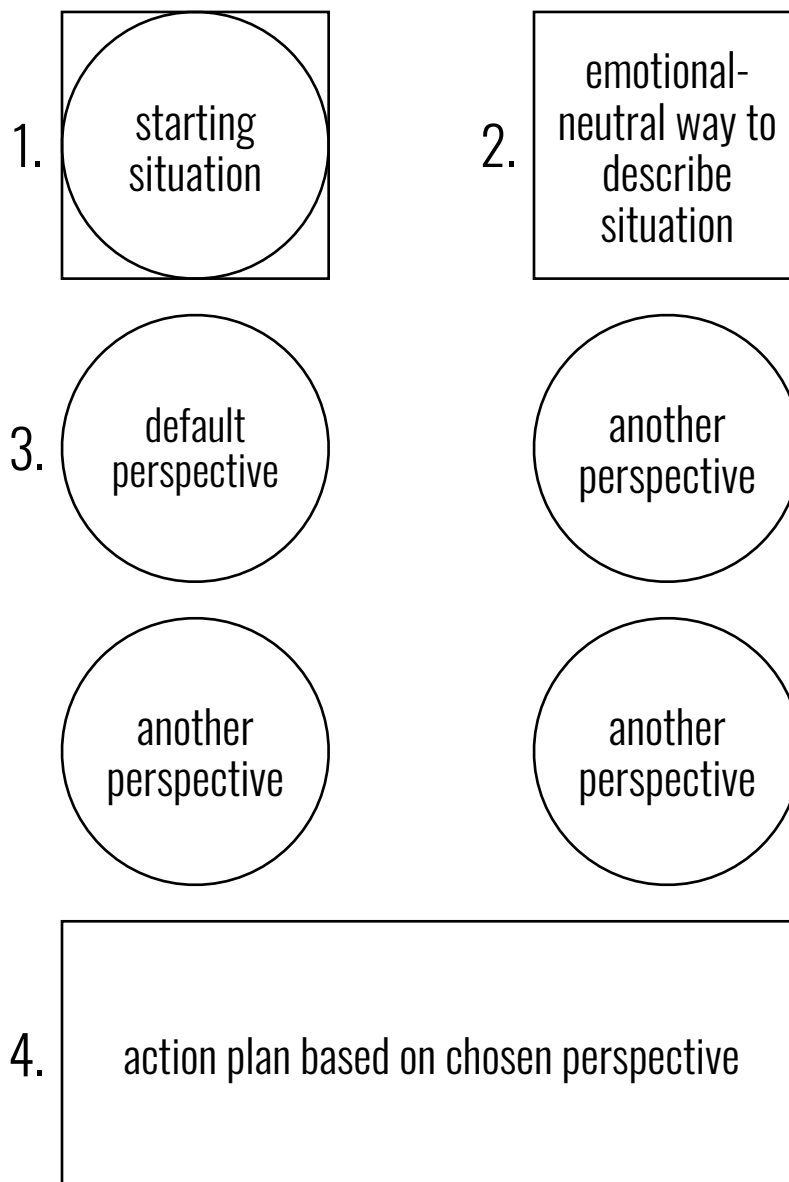 1.
starting
situation
2.
emotional-
neutral way to
describe
situation
3.
default
perspective
another
perspective
another
perspective
another
perspective
4.
action plan based on chosen perspective